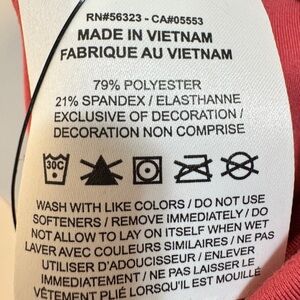 RN#56323 - CA#05553
MADE IN VIETNAM
FABRIQUE AU VIETNAM
79% POLYESTER
21% SPANDEX / ELASTHANNE
EXCLUSIVE OF DECORATION /
DECORATION NON COMPRISE
30C
WASH WITH LIKE COLORS / DO NOT USE
SOFTENERS / REMOVE IMMEDIATELY / DO
NOT ALLOW TO LAY ON ITSELF WHEN WET
LAVER AVEC COULEURS SIMILAIRES / NE PAS
UTILISER D'ADOUCISSEUR / ENLEVER
IMMÉDIATEMENT / NE PAS LAISSER LE
VÊTEMENT PLIÉ LORSQU'IL EST MOUILLÉ